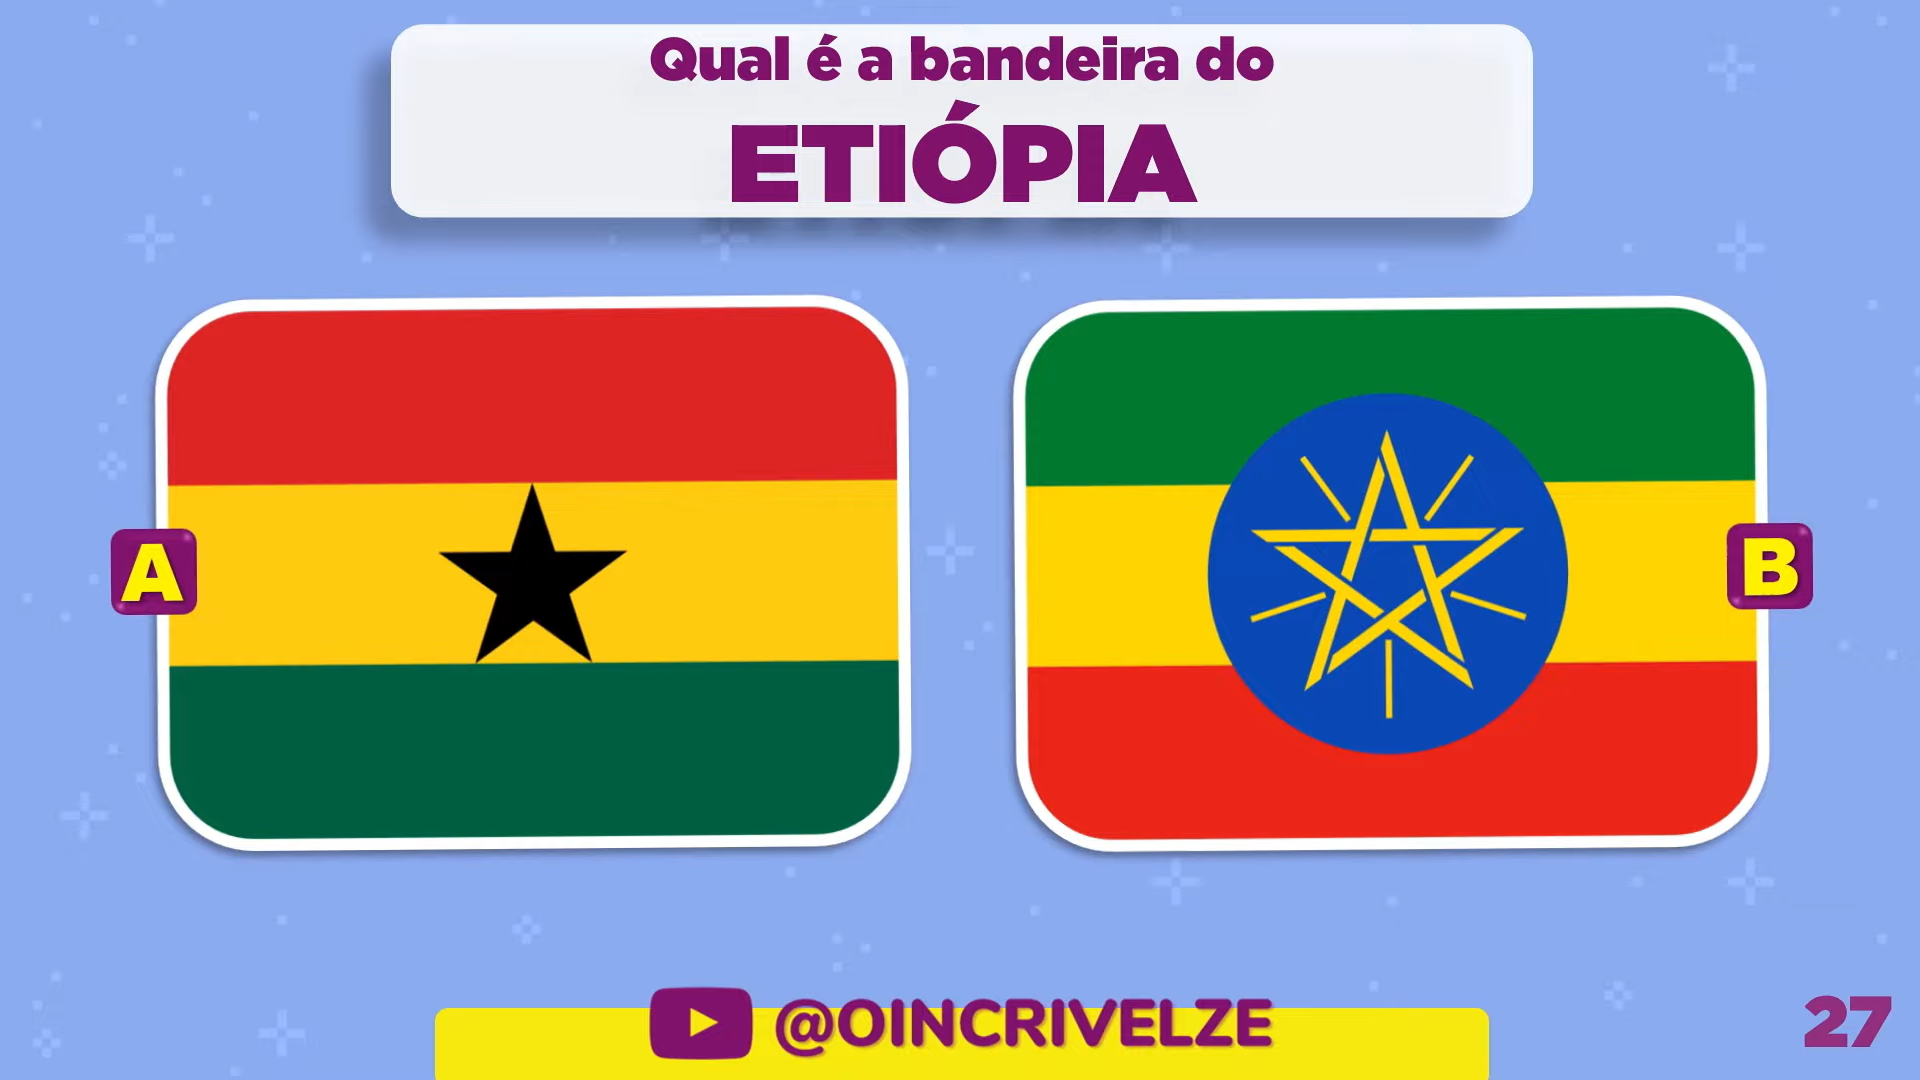 Qual é a bandeira do
ETIÓPIA
A
B
@OINCRIVELZE
27